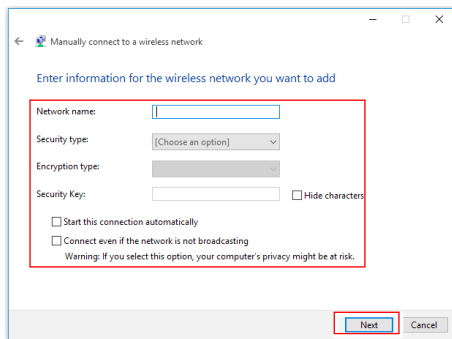 Manually connect to a wireless network
Enter information for the wireless network you want to add
Network name:
Security type: [Choose an option]
Encryption type:
Security Key: Hide characters
Start this connection automatically
Connect even if the network is not broadcasting
Warning: If you select this option, your computer's privacy might be at risk.
Next Cancel